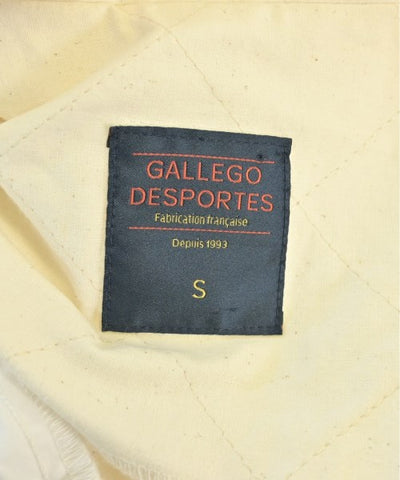 GALLEGO
DESPORTES
Fabrication française
Depuis 1993
S